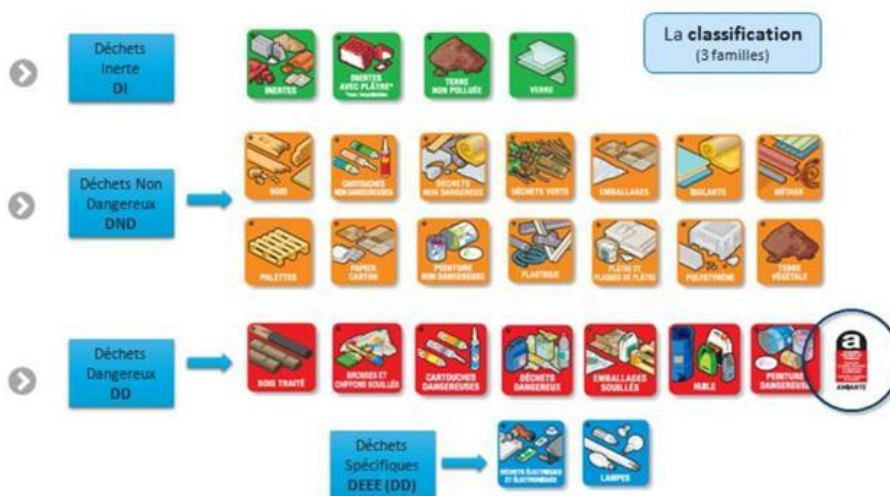 La classification
(3 familles)
Déchets
Inerte
DI
INERTES
INERTES
AVEC PLÂTRE*
TERRE
NON POLLUÉE
VERRE
Déchets Non
Dangereux
DND
BOIS
CARTOUCHES
NON DANGEREUSES
DÉCHETS
NON DANGEREUX
DÉCHETS VERTS
EMBALLAGES
ISOLANTS
MÉTAUX
PALETTES
PAPIER
CARTON
PEINTURE
NON DANGEREUSE
PLASTIQUE
PLÂTRE ET
PLAQUES DE PLÂTRE
POLYSTYRÈNE
TERRE
VÉGÉTALE
Déchets
Dangereux
DD
BOIS TRAITÉ
BROSSES ET
CHIFFONS SOUILLÉS
CARTOUCHES
DANGEREUSES
DÉCHETS
DANGEREUX
EMBALLAGES
SOUILLÉS
HUILE
PEINTURE
DANGEREUSE
a
AMIANTE
Déchets
Spécifiques
DEEE (DD)
DÉCHETS ÉLECTRIQUES
ET ÉLECTRONIQUES
LAMPES